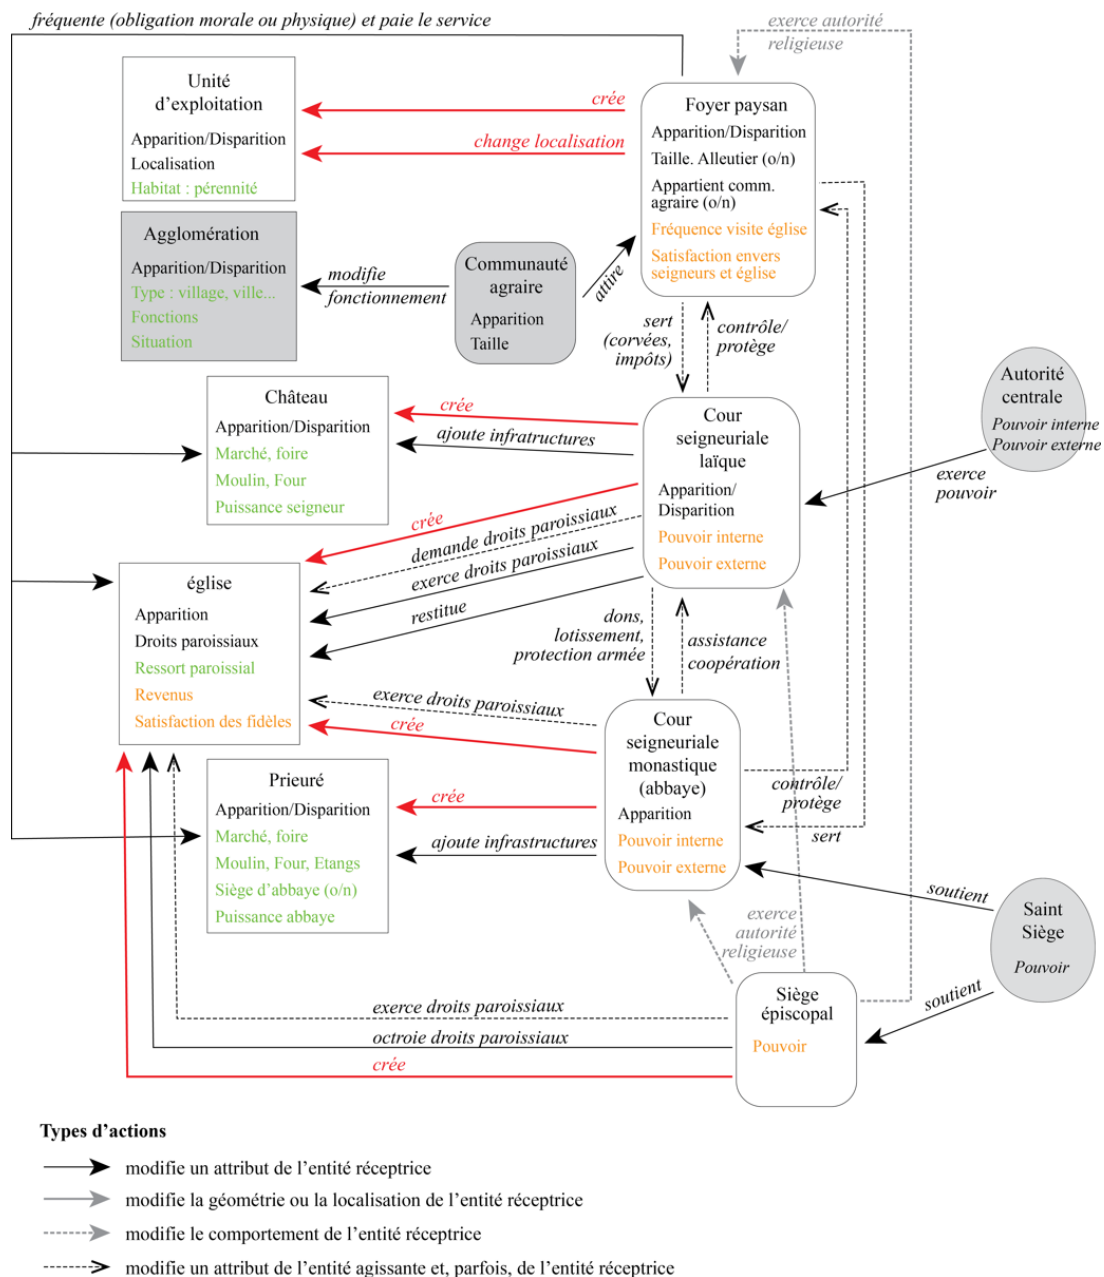 fréquente (obligation morale ou physique) et paie le service
exerce autorité
religieuse
Unité
d'exploitation
Apparition/Disparition
Localisation
Habitat : pérennité
crée
change localisation
Foyer paysan
Apparition/Disparition
Taille. Alleutier (o/n)
Appartient comm.
agraire (o/n)
Fréquence visite église
Satisfaction envers
seigneurs et église
Agglomération
Apparition/Disparition
Type : village, ville...
Fonctions
Situation
modifie
fonctionnement
Communauté
agraire
Apparition
Taille
attire
sert
(corvées,
impôts)
contrôle/
protège
Autorité
centrale
Pouvoir interne
Pouvoir externe
exerce
pouvoir
Château
Apparition/Disparition
Marché, foire
Moulin, Four
Puissance seigneur
crée
ajoute infratructures
Cour
seigneuriale
laïque
Apparition/
Disparition
Pouvoir interne
Pouvoir externe
crée
demande droits paroissiaux
exerce droits paroissiaux
restitue
église
Apparition
Droits paroissiaux
Ressort paroissial
Revenus
Satisfaction des fidèles
dons,
lotissement,
protection armée
assistance
coopération
exerce droits paroissiaux
crée
Cour
seigneuriale
monastique
(abbaye)
Apparition
Pouvoir interne
Pouvoir externe
contrôle/
protège
sert
Prieuré
Apparition/Disparition
Marché, foire
Moulin, Four, Etangs
Siège d'abbaye (o/n)
Puissance abbaye
crée
ajoute infrastructures
soutient
Saint
Siège
Pouvoir
exerce
autorité
religieuse
soutient
Siège
épiscopal
Pouvoir
exerce droits paroissiaux
octroie droits paroissiaux
crée
Types d'actions
modifie un attribut de l'entité réceptrice
modifie la géométrie ou la localisation de l'entité réceptrice
modifie le comportement de l'entité réceptrice
modifie un attribut de l'entité agissante et, parfois, de l'entité réceptrice